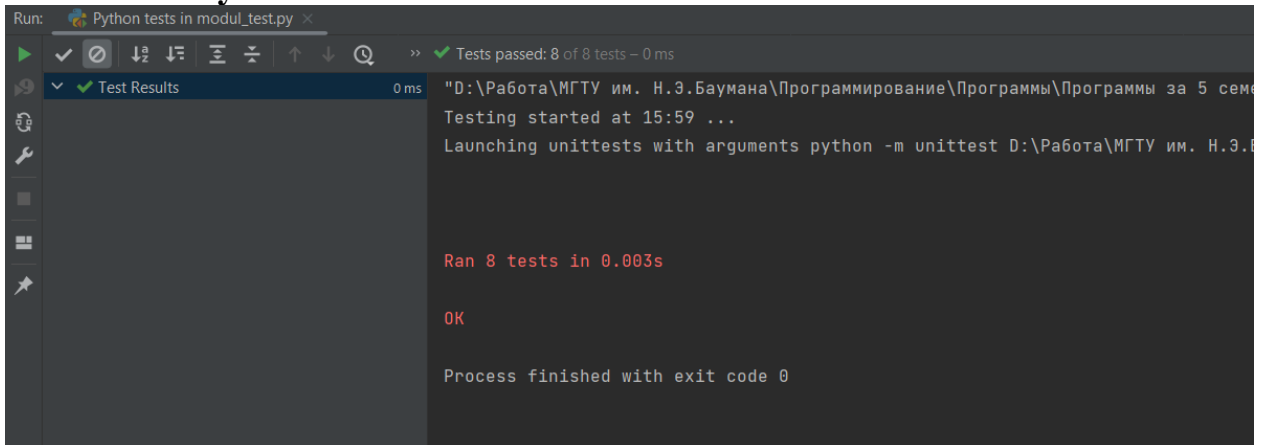 Run: Python tests in modul_test.py
Tests passed: 8 of 8 tests – 0 ms
Test Results 0 ms
"D:\Работа\МГТУ им. Н.Э.Баумана\Программирование\Программы\Программы за 5
Testing started at 15:59 ...
Launching unittests with arguments python -m unittest D:\Работа\МГТУ им. Н.Э.
Ran 8 tests in 0.003s
OK
Process finished with exit code 0